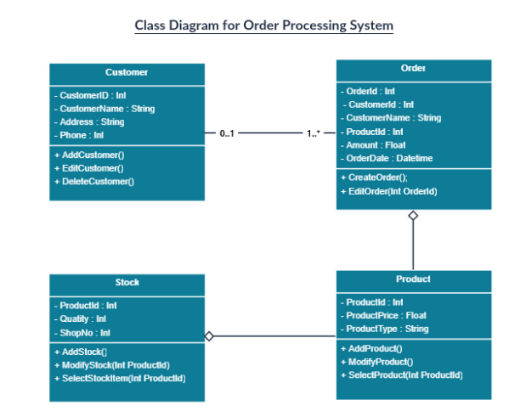 Class Diagram for Order Processing System
Customer
- CustomerID : Int
- CustomerName : String
- Address : String
- Phone : Int
+ AddCustomer()
+ EditCustomer()
+ DeleteCustomer()
0..1
1..*
Order
- OrderId : Int
- CustomerId : Int
- CustomerName : String
- ProductId : Int
- Amount : Float
- OrderDate : Datetime
+ CreateOrder();
+ EditOrder(Int OrderId)
Stock
- ProductId : Int
- Quatity : Int
- ShopNo : Int
+ AddStock()
+ ModifyStock(Int ProductId)
+ SelectStockItem(Int ProductId)
Product
- ProductId : Int
- ProductPrice : Float
- ProductType : String
+ AddProduct()
+ ModifyProduct()
+ SelectProduct(Int ProductId)